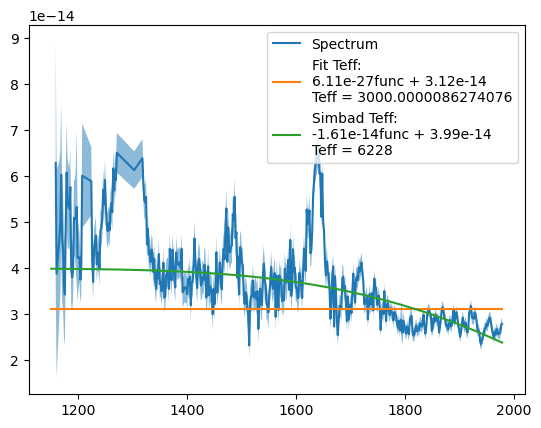 1e−14
9
8
7
6
5
4
3
2
Spectrum
Fit Teff:
6.11e-27func + 3.12e-14
Teff = 3000.0000086274076
Simbad Teff:
-1.61e-14func + 3.99e-14
Teff = 6228
1200 1400 1600 1800 2000